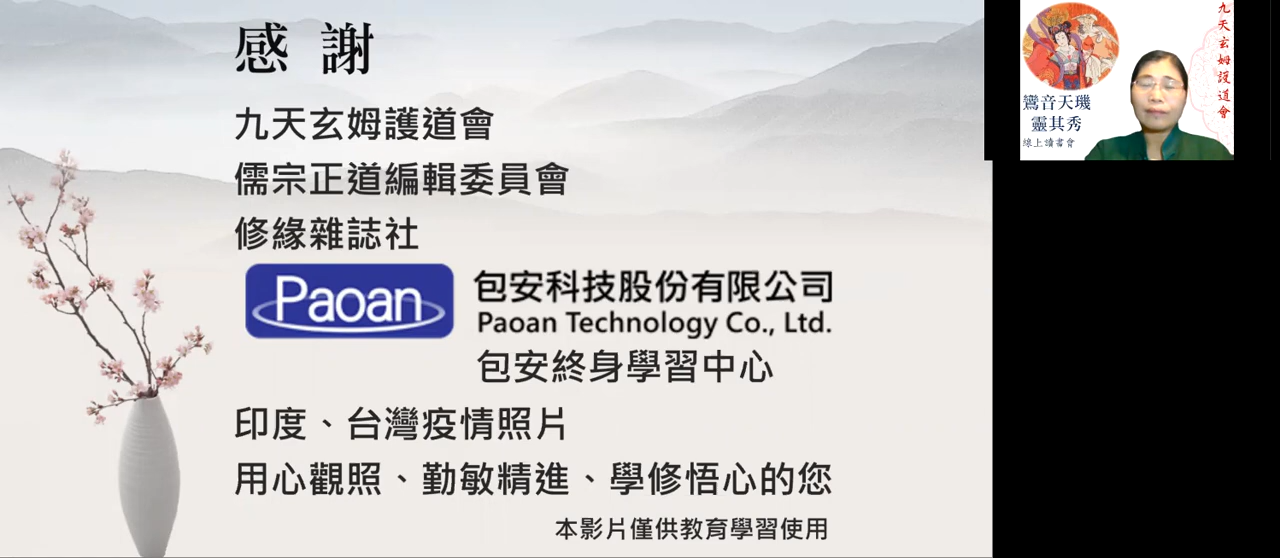 感 謝
九天玄姆護道會
儒宗正道編輯委員會
修緣雜誌社
Paoan
包安科技股份有限公司
Paoan Technology Co., Ltd.
包安終身學習中心
印度、台灣疫情照片
用心觀照、勤敏精進、學修悟心的您
本影片僅供教育學習使用
鸞音天璣
靈其秀
線上讀書會
九天玄姆護道會